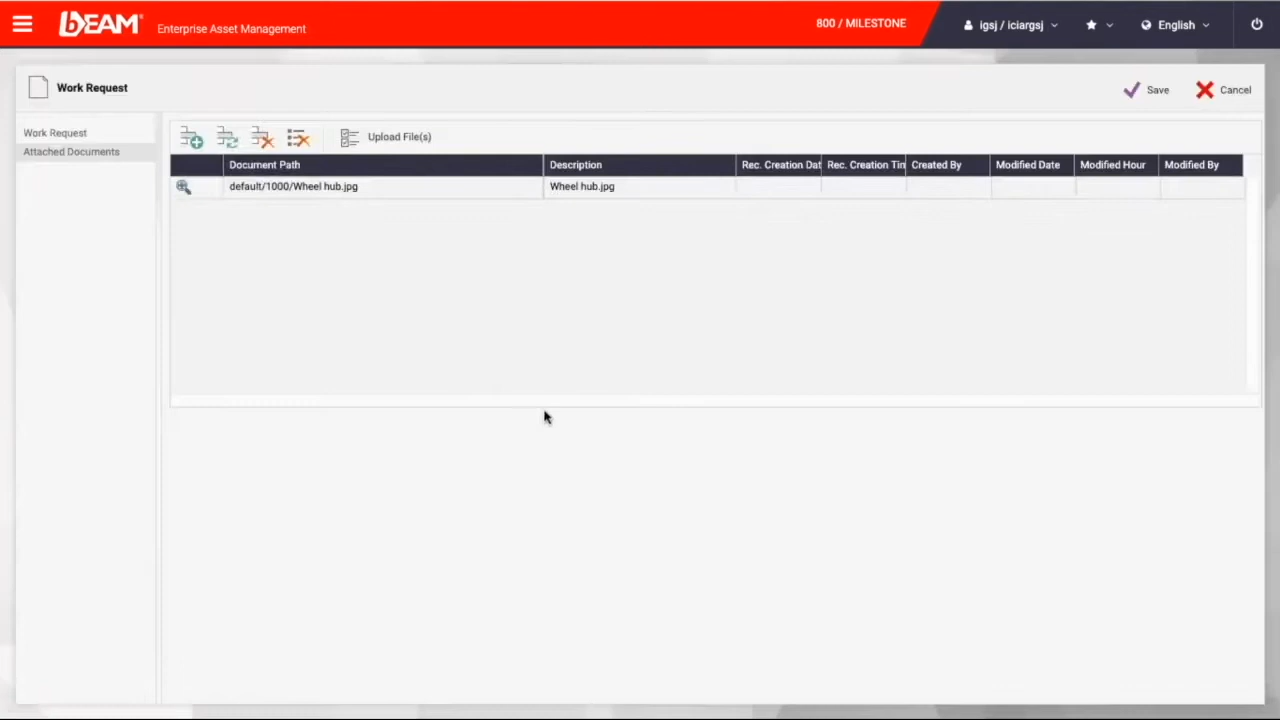 bEAM® Enterprise Asset Management 800 / MILESTONE igsj / iciargsj English
Work Request Save Cancel
Work Request
Attached Documents
Upload File(s)
Document Path Description Rec. Creation Dat Rec. Creation Tin Created By Modified Date Modified Hour Modified By
default/1000/Wheel hub.jpg Wheel hub.jpg